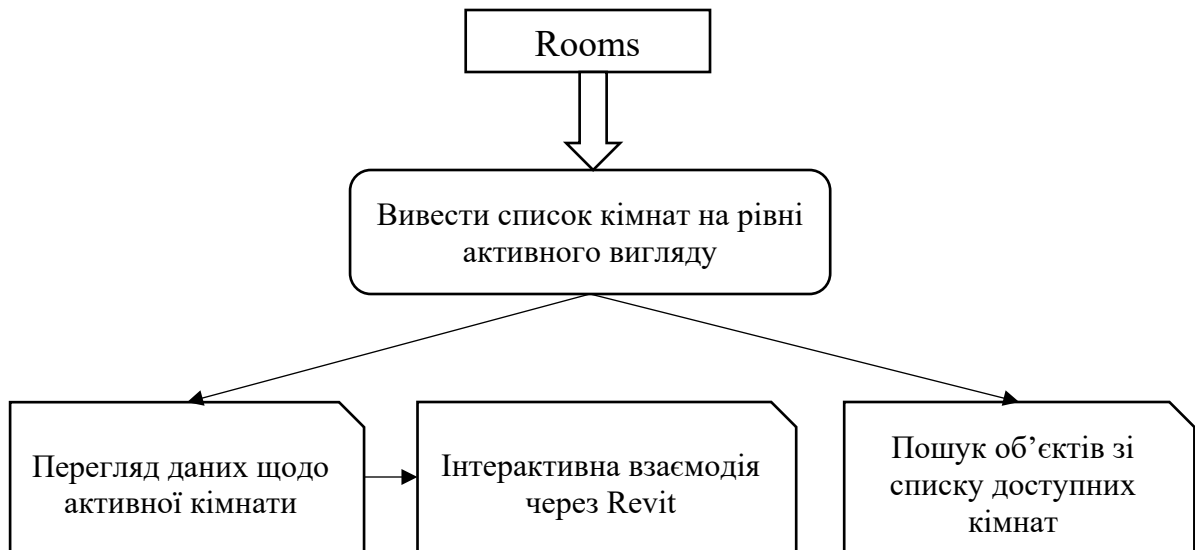 Rooms
Вивести список кімнат на рівні
активного вигляду
Перегляд даних щодо
активної кімнати
Інтерактивна взаємодія
через Revit
Пошук об’єктів зі
списку доступних
кімнат